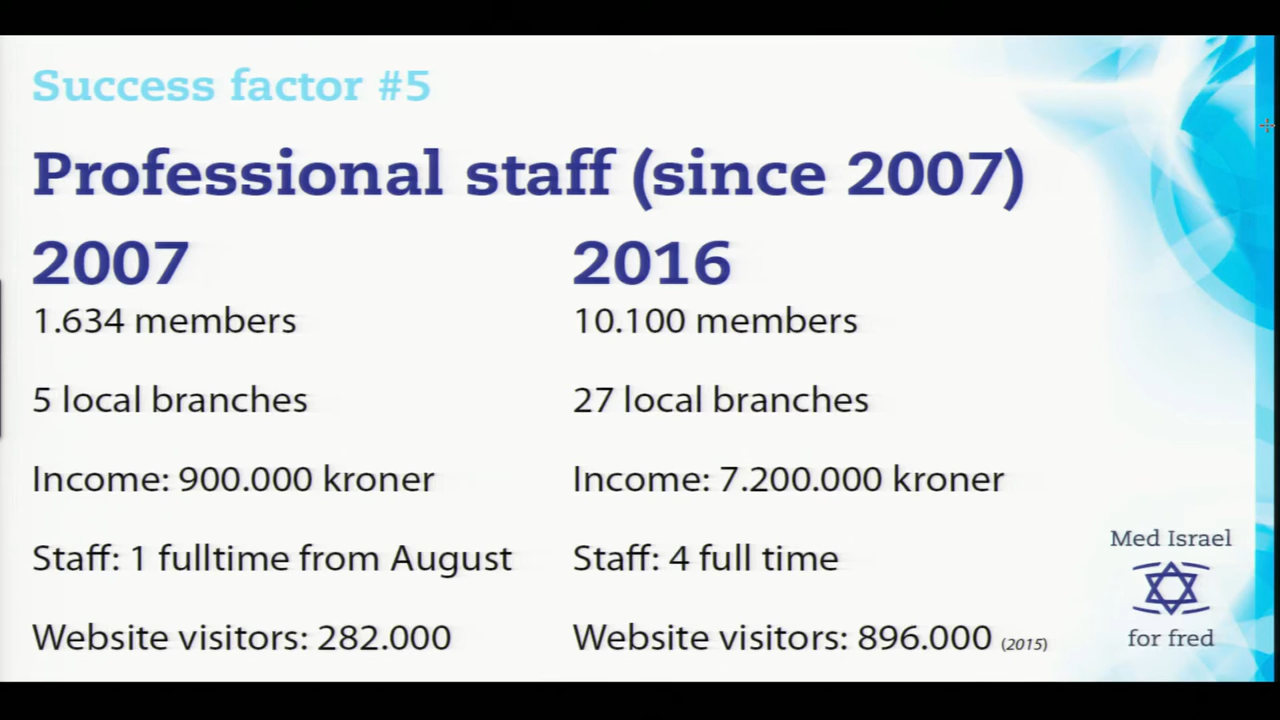 Success factor #5
Professional staff (since 2007)
2007
1.634 members
5 local branches
Income: 900.000 kroner
Staff: 1 fulltime from August
Website visitors: 282.000
2016
10.100 members
27 local branches
Income: 7.200.000 kroner
Staff: 4 full time
Website visitors: 896.000 (2015)
Med Israel
for fred